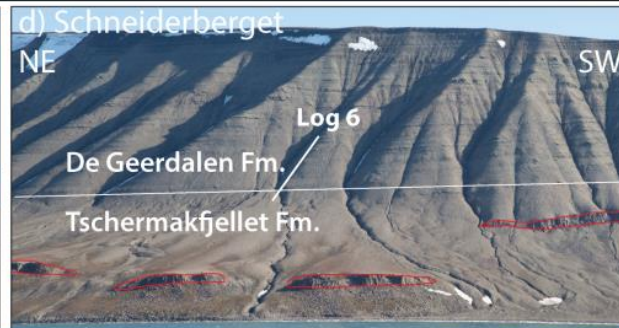 d) Schneiderberget
NE
SW
Log 6
De Geerdalen Fm.
Tschermakfjellet Fm.